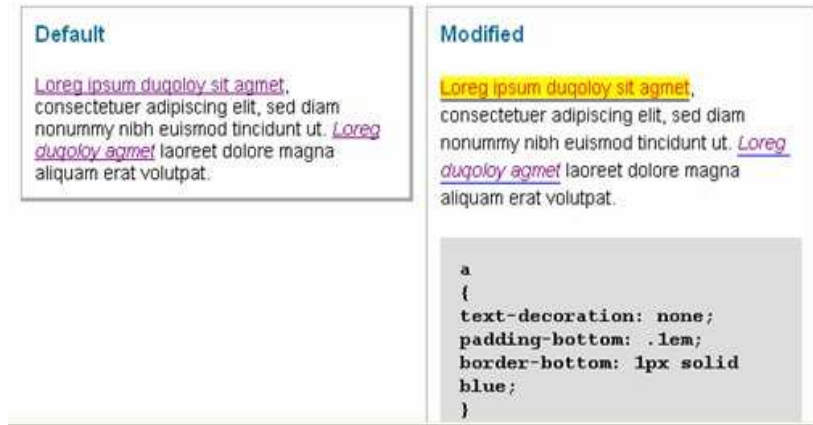 Default
Loreg ipsum dugoloy sit agmet,
consectetuer adipiscing elit, sed diam
nonummy nibh euismod tincidunt ut. Loreg
dugoloy agmet laoreet dolore magna
aliquam erat volutpat.
Modified
Loreg ipsum dugoloy sit agmet,
consectetuer adipiscing elit, sed diam
nonummy nibh euismod tincidunt ut. Loreg
dugoloy agmet laoreet dolore magna
aliquam erat volutpat.
a
{
text-decoration: none;
padding-bottom: .1em;
border-bottom: 1px solid
blue;
}